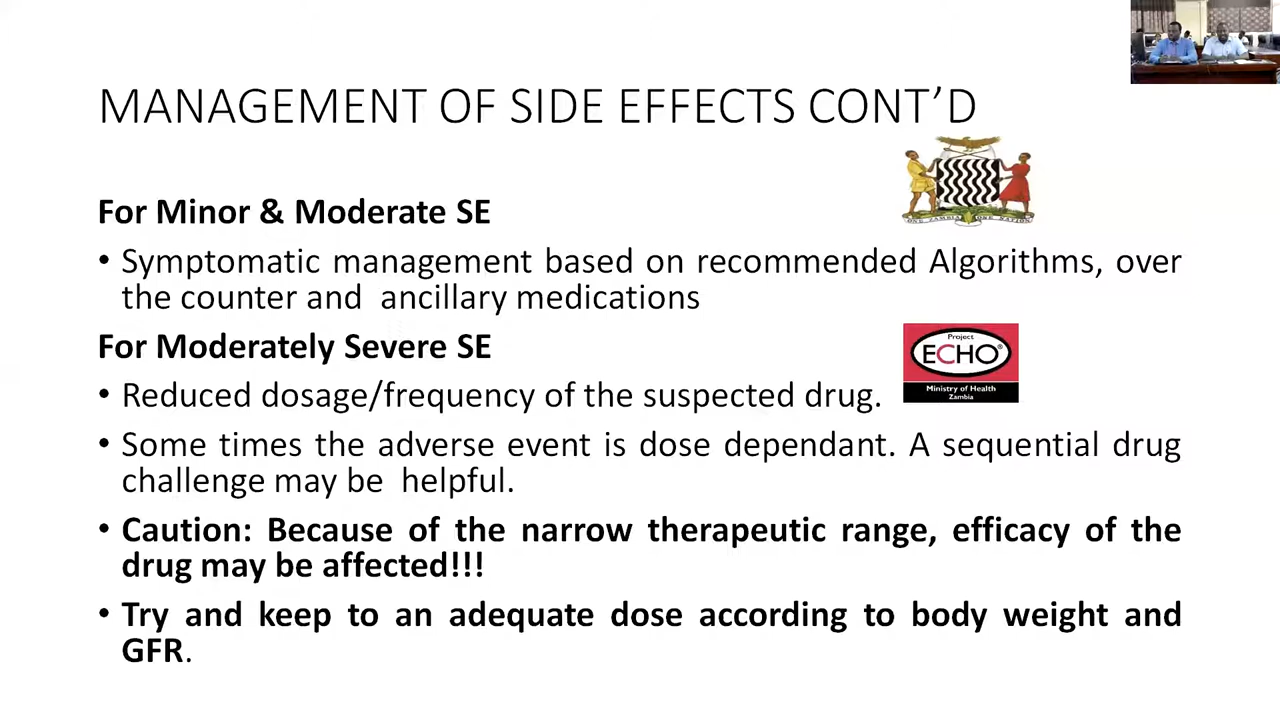 MANAGEMENT OF SIDE EFFECTS CONT’D
ONE ZAMBIA ONE NATION
For Minor & Moderate SE
• Symptomatic management based on recommended Algorithms, over
the counter and ancillary medications
Project
ECHO®
Ministry of Health
Zambia
For Moderately Severe SE
• Reduced dosage/frequency of the suspected drug.
• Some times the adverse event is dose dependant. A sequential drug
challenge may be helpful.
• Caution: Because of the narrow therapeutic range, efficacy of the
drug may be affected!!!
• Try and keep to an adequate dose according to body weight and
GFR.